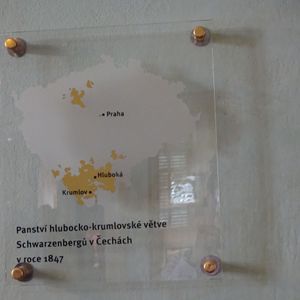 Praha
Hluboká
Krumlov
Panství hlubocko-krumlovské větve
Schwarzenbergů v Čechách
v roce 1847